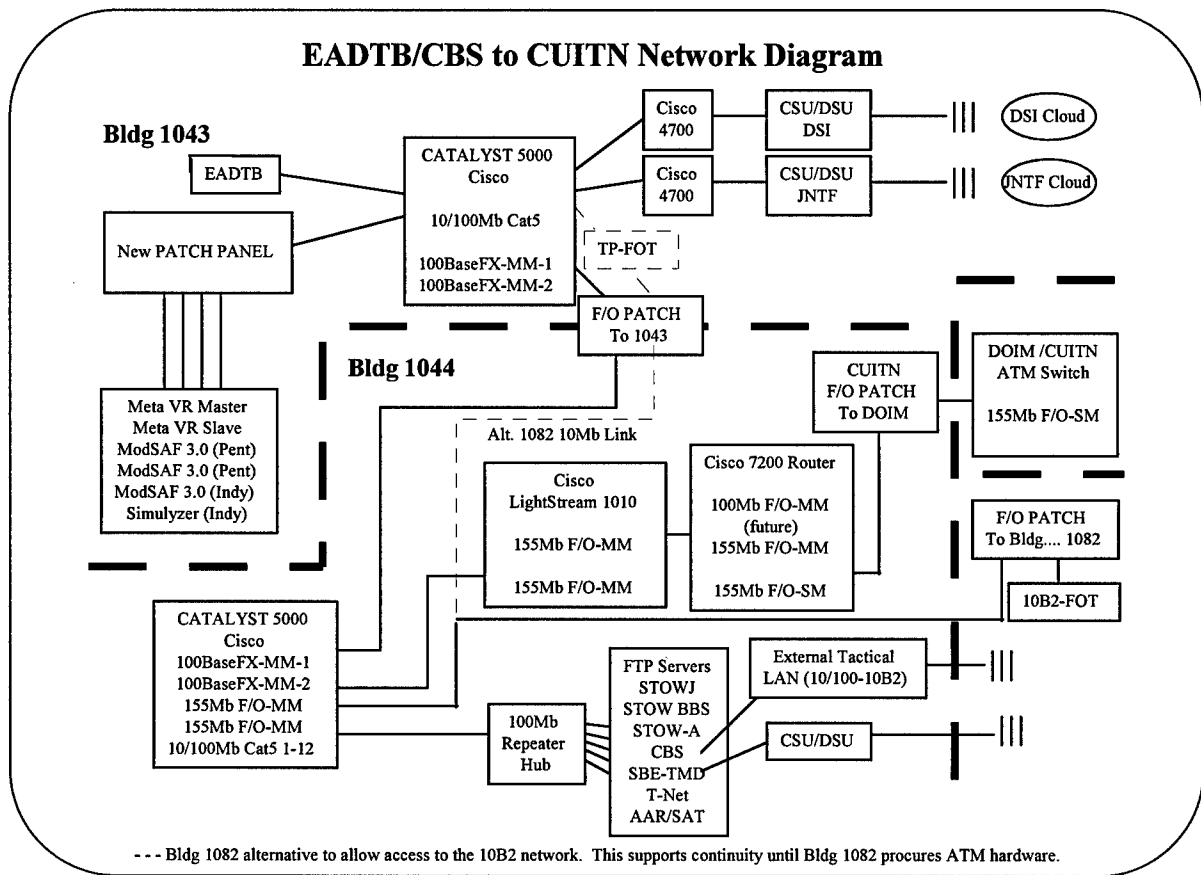 EADTB/CBS to CUITN Network Diagram
Bldg 1043
EADTB
New PATCH PANEL
CATALYST 5000
Cisco
10/100Mb Cat5
100BaseFX-MM-1
100BaseFX-MM-2
Cisco
4700
CSU/DSU
DSI
DSI Cloud
Cisco
4700
CSU/DSU
JNTF
JNTF Cloud
TP-FOT
F/O PATCH
To 1043
Meta VR Master
Meta VR Slave
ModSAF 3.0 (Pent)
ModSAF 3.0 (Pent)
ModSAF 3.0 (Indy)
Simulyzer (Indy)
Bldg 1044
Alt. 1082 10Mb Link
CUITN
F/O PATCH
To DOIM
DOIM /CUITN
ATM Switch
155Mb F/O-SM
Cisco
LightStream 1010
155Mb F/O-MM
155Mb F/O-MM
Cisco 7200 Router
100Mb F/O-MM
(future)
155Mb F/O-MM
155Mb F/O-SM
F/O PATCH
To Bldg.... 1082
10B2-FOT
CATALYST 5000
Cisco
100BaseFX-MM-1
100BaseFX-MM-2
155Mb F/O-MM
155Mb F/O-MM
10/100Mb Cat5 1-12
100Mb
Repeater
Hub
FTP Servers
STOWJ
STOW BBS
STOW-A
CBS
SBE-TMD
T-Net
AAR/SAT
External Tactical
LAN (10/100-10B2)
CSU/DSU
- - - Bldg 1082 alternative to allow access to the 10B2 network. This supports continuity until Bldg 1082 procures ATM hardware.